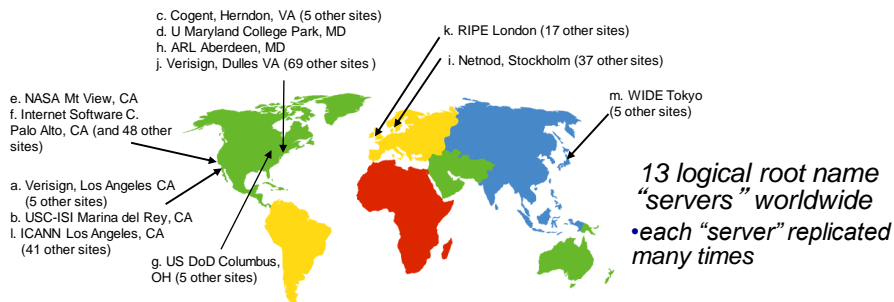 c. Cogent, Herndon, VA (5 other sites)
d. U Maryland College Park, MD
h. ARL Aberdeen, MD
j. Verisign, Dulles VA (69 other sites )
k. RIPE London (17 other sites)
i. Netnod, Stockholm (37 other sites)
m. WIDE Tokyo
(5 other sites)
e. NASA Mt View, CA
f. Internet Software C.
Palo Alto, CA (and 48 other
sites)
a. Verisign, Los Angeles CA
(5 other sites)
b. USC-ISI Marina del Rey, CA
l. ICANN Los Angeles, CA
(41 other sites)
g. US DoD Columbus,
OH (5 other sites)
13 logical root name
“servers” worldwide
•each “server” replicated
many times